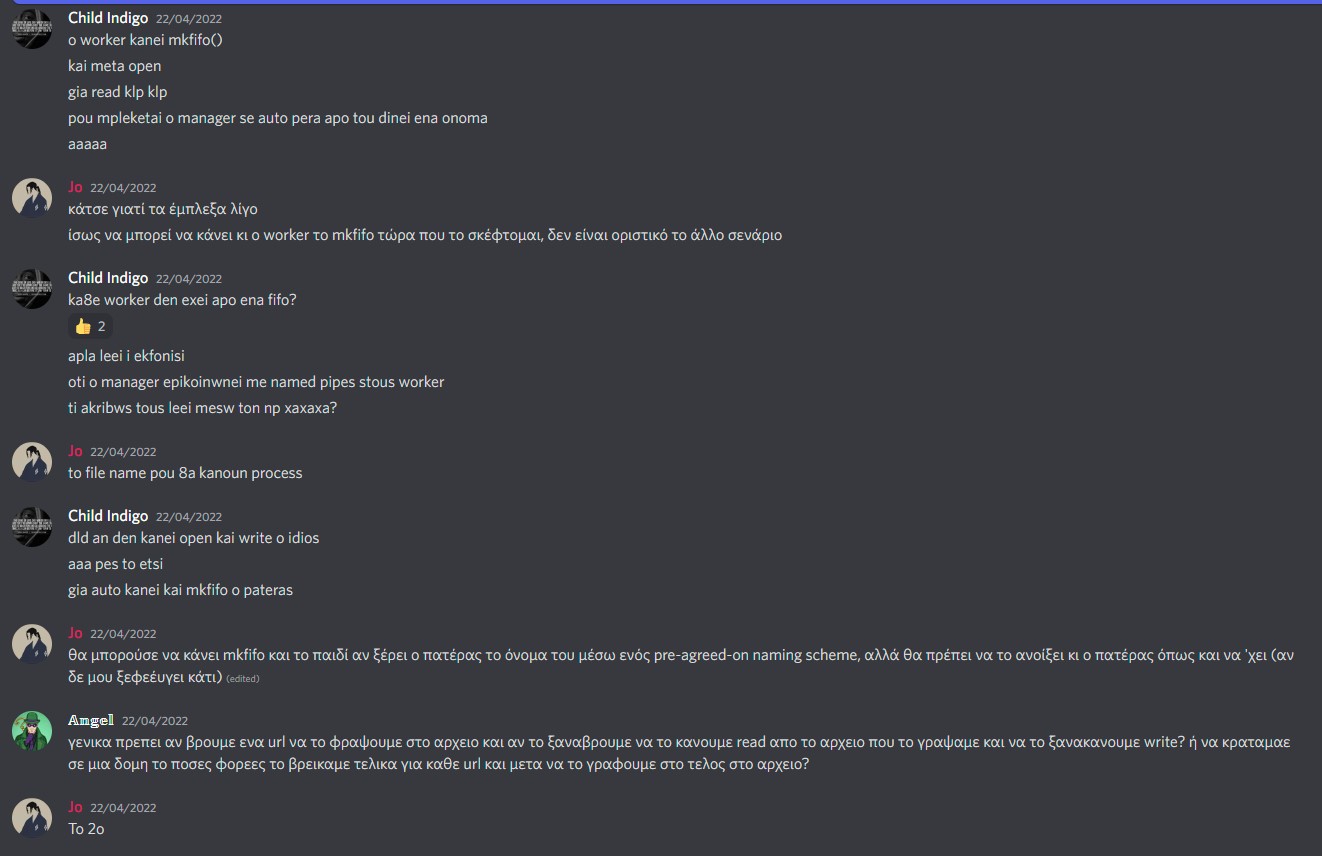 Child Indigo 22/04/2022
o worker kanei mkfifo()
kai meta open
gia read klp klp
pou mpleketai o manager se auto pera apo tou dinei ena onoma
aaaaa
Jo 22/04/2022
κάτσε γιατί τα έμπλεξα λίγο
ίσως να μπορεί να κάνει κι ο worker το mkfifo τώρα που το σκέφτομαι, δεν είναι οριστικό το άλλο σενάριο
Child Indigo 22/04/2022
ka8e worker den exei apo ena fifo?
👍 2
apla leei i ekfonisi
oti o manager epikoinwnei me named pipes stous worker
ti akribws tous leei mesw ton np xaxaxa?
Jo 22/04/2022
to file name pou 8a kanoun process
Child Indigo 22/04/2022
dld an den kanei open kai write o idios
aaa pes to etsi
gia auto kanei kai mkfifo o pateras
Jo 22/04/2022
θα μπορούσε να κάνει mkfifo και το παιδί αν ξέρει ο πατέρας το όνομα του μέσω ενός pre-agreed-on naming scheme, αλλά θα πρέπει να το ανοίξει κι ο πατέρας όπως και να 'χει (αν
δε μου ξεφεέυγει κάτι) (edited)
Angel 22/04/2022
γενικα πρεπει αν βρουμε ενα url να το φραψουμε στο αρχειο και αν το ξαναβρουμε να το κανουμε read απο το αρχειο που το γραψαμε και να το ξανακανουμε write? ή να κραταμαε
σε μια δομη το ποσες φορεες το βρεικαμε τελικα για καθε url και μετα να το γραφουμε στο τελος στο αρχειο?
Jo 22/04/2022
Το 2ο